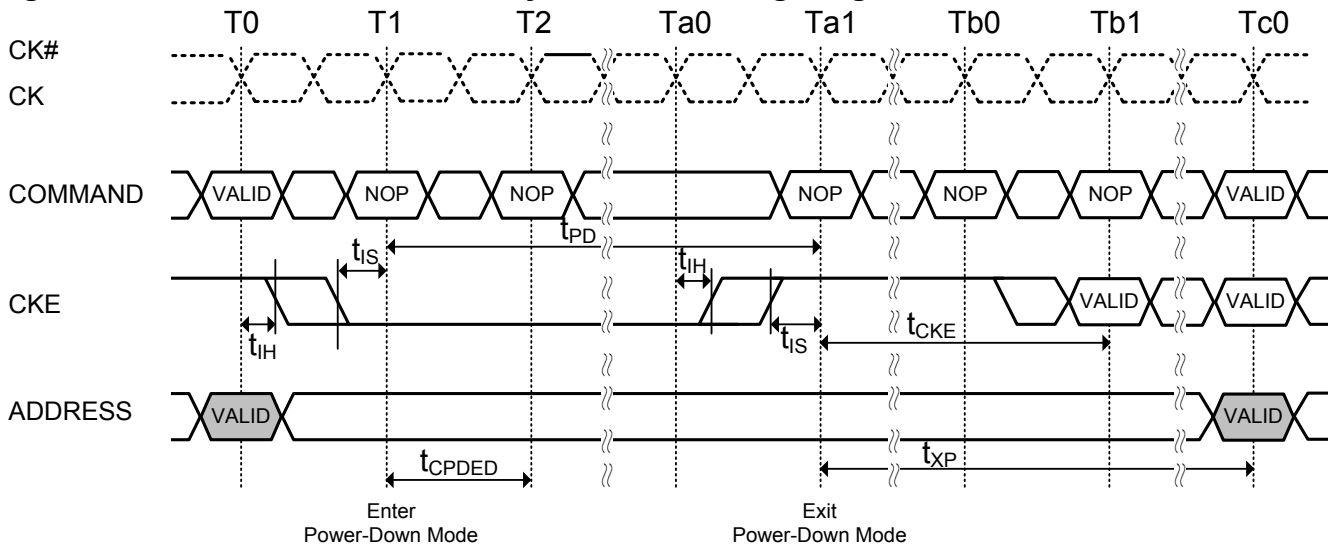 T0 T1 T2 Ta0 Ta1 Tb0 Tb1 Tc0
CK#
CK
COMMAND VALID NOP NOP NOP NOP NOP VALID
tPD
tIS tIH
CKE VALID VALID
tIH tIS tCKE
ADDRESS VALID VALID
tCPDED tXP
Enter
Power-Down Mode
Exit
Power-Down Mode